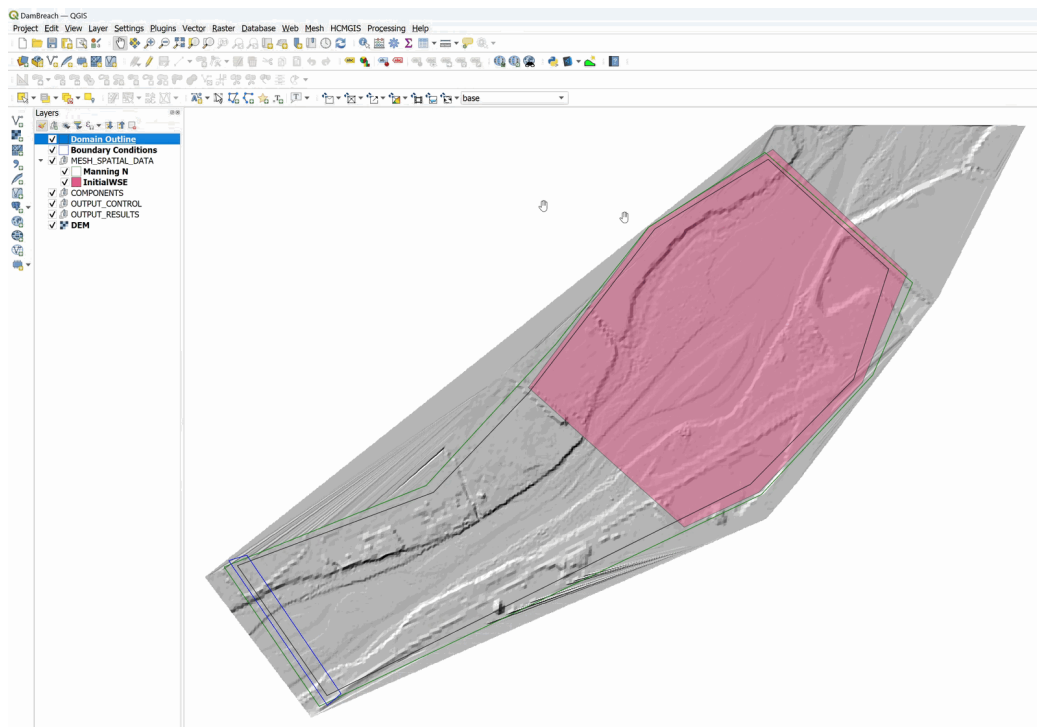 DamBreach — QGIS
Project Edit View Layer Settings Plugins Vector Raster Database Web Mesh HCMGIS Processing Help
base
Layers
Domain Outline
Boundary Conditions
MESH_SPATIAL_DATA
Manning N
InitialWSE
COMPONENTS
OUTPUT_CONTROL
OUTPUT_RESULTS
DEM